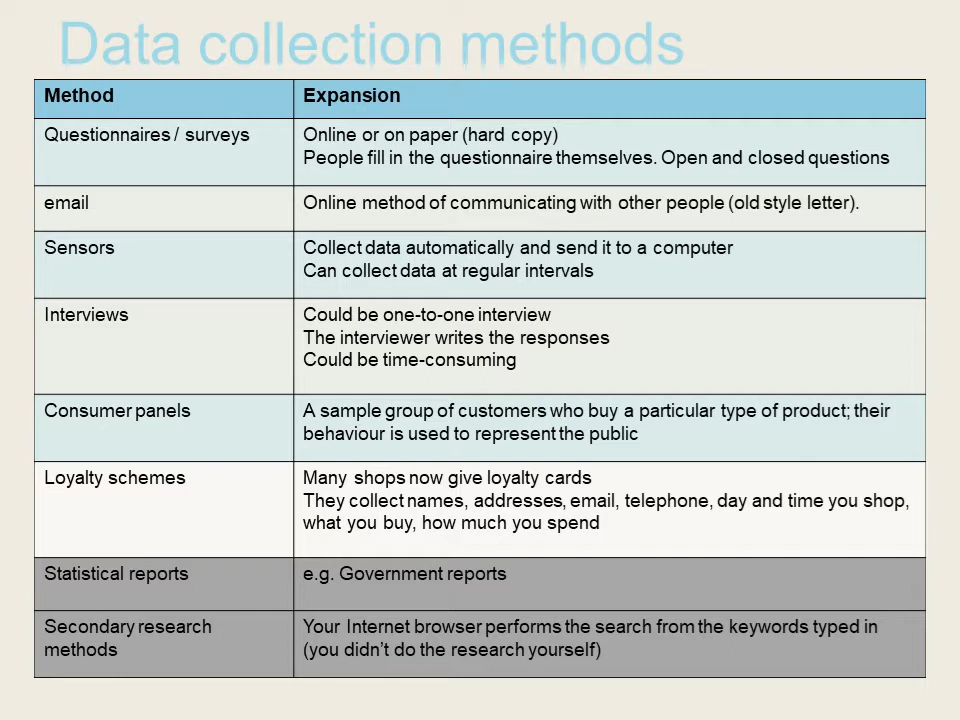 Data collection methods
Method
Expansion
Questionnaires / surveys
Online or on paper (hard copy)
People fill in the questionnaire themselves. Open and closed questions
email
Online method of communicating with other people (old style letter).
Sensors
Collect data automatically and send it to a computer
Can collect data at regular intervals
Interviews
Could be one-to-one interview
The interviewer writes the responses
Could be time-consuming
Consumer panels
A sample group of customers who buy a particular type of product; their
behaviour is used to represent the public
Loyalty schemes
Many shops now give loyalty cards
They collect names, addresses, email, telephone, day and time you shop,
what you buy, how much you spend
Statistical reports
e.g. Government reports
Secondary research
methods
Your Internet browser performs the search from the keywords typed in
(you didn't do the research yourself)